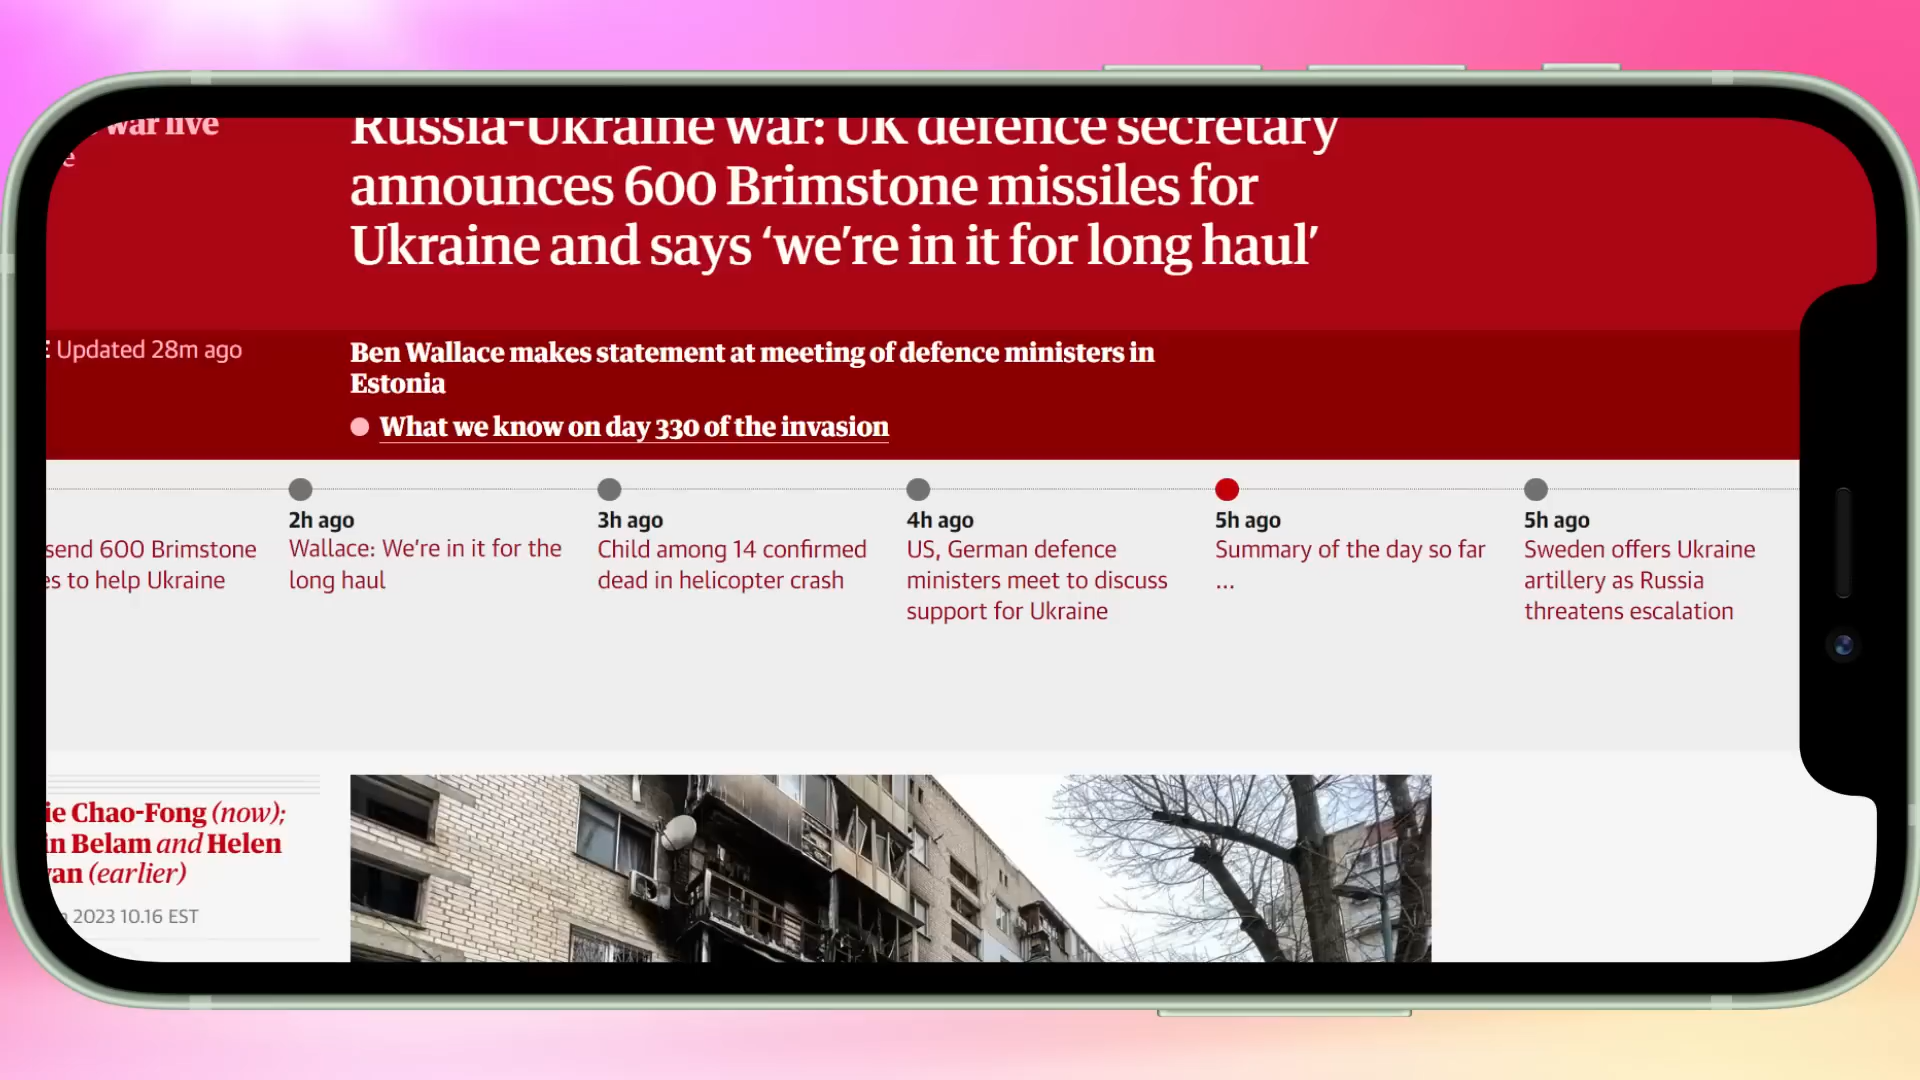 war live
Russia-Ukraine war: UK defence secretary
announces 600 Brimstone missiles for
Ukraine and says ‘we’re in it for long haul’
Updated 28m ago
Ben Wallace makes statement at meeting of defence ministers in
Estonia
What we know on day 330 of the invasion
send 600 Brimstone
to help Ukraine
2h ago
Wallace: We’re in it for the
long haul
3h ago
Child among 14 confirmed
dead in helicopter crash
4h ago
US, German defence
ministers meet to discuss
support for Ukraine
5h ago
Summary of the day so far
...
5h ago
Sweden offers Ukraine
artillery as Russia
threatens escalation
Chao-Fong (now);
Belam and Helen
(earlier)
2023 10.16 EST